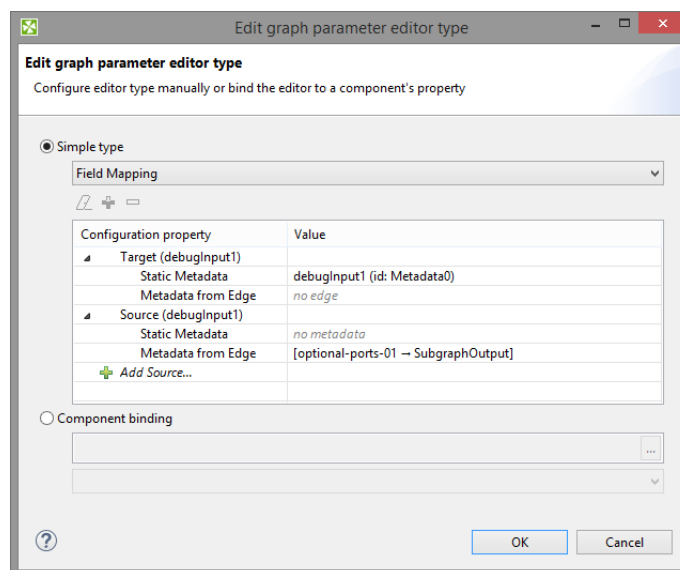 Edit graph parameter editor type
Edit graph parameter editor type
Configure editor type manually or bind the editor to a component's property
Simple type
Field Mapping
Configuration property Value
Target (debugInput1)
Static Metadata debugInput1 (id: Metadata0)
Metadata from Edge no edge
Source (debugInput1)
Static Metadata no metadata
Metadata from Edge [optional-ports-01 → SubgraphOutput]
Add Source...
Component binding
...
OK Cancel